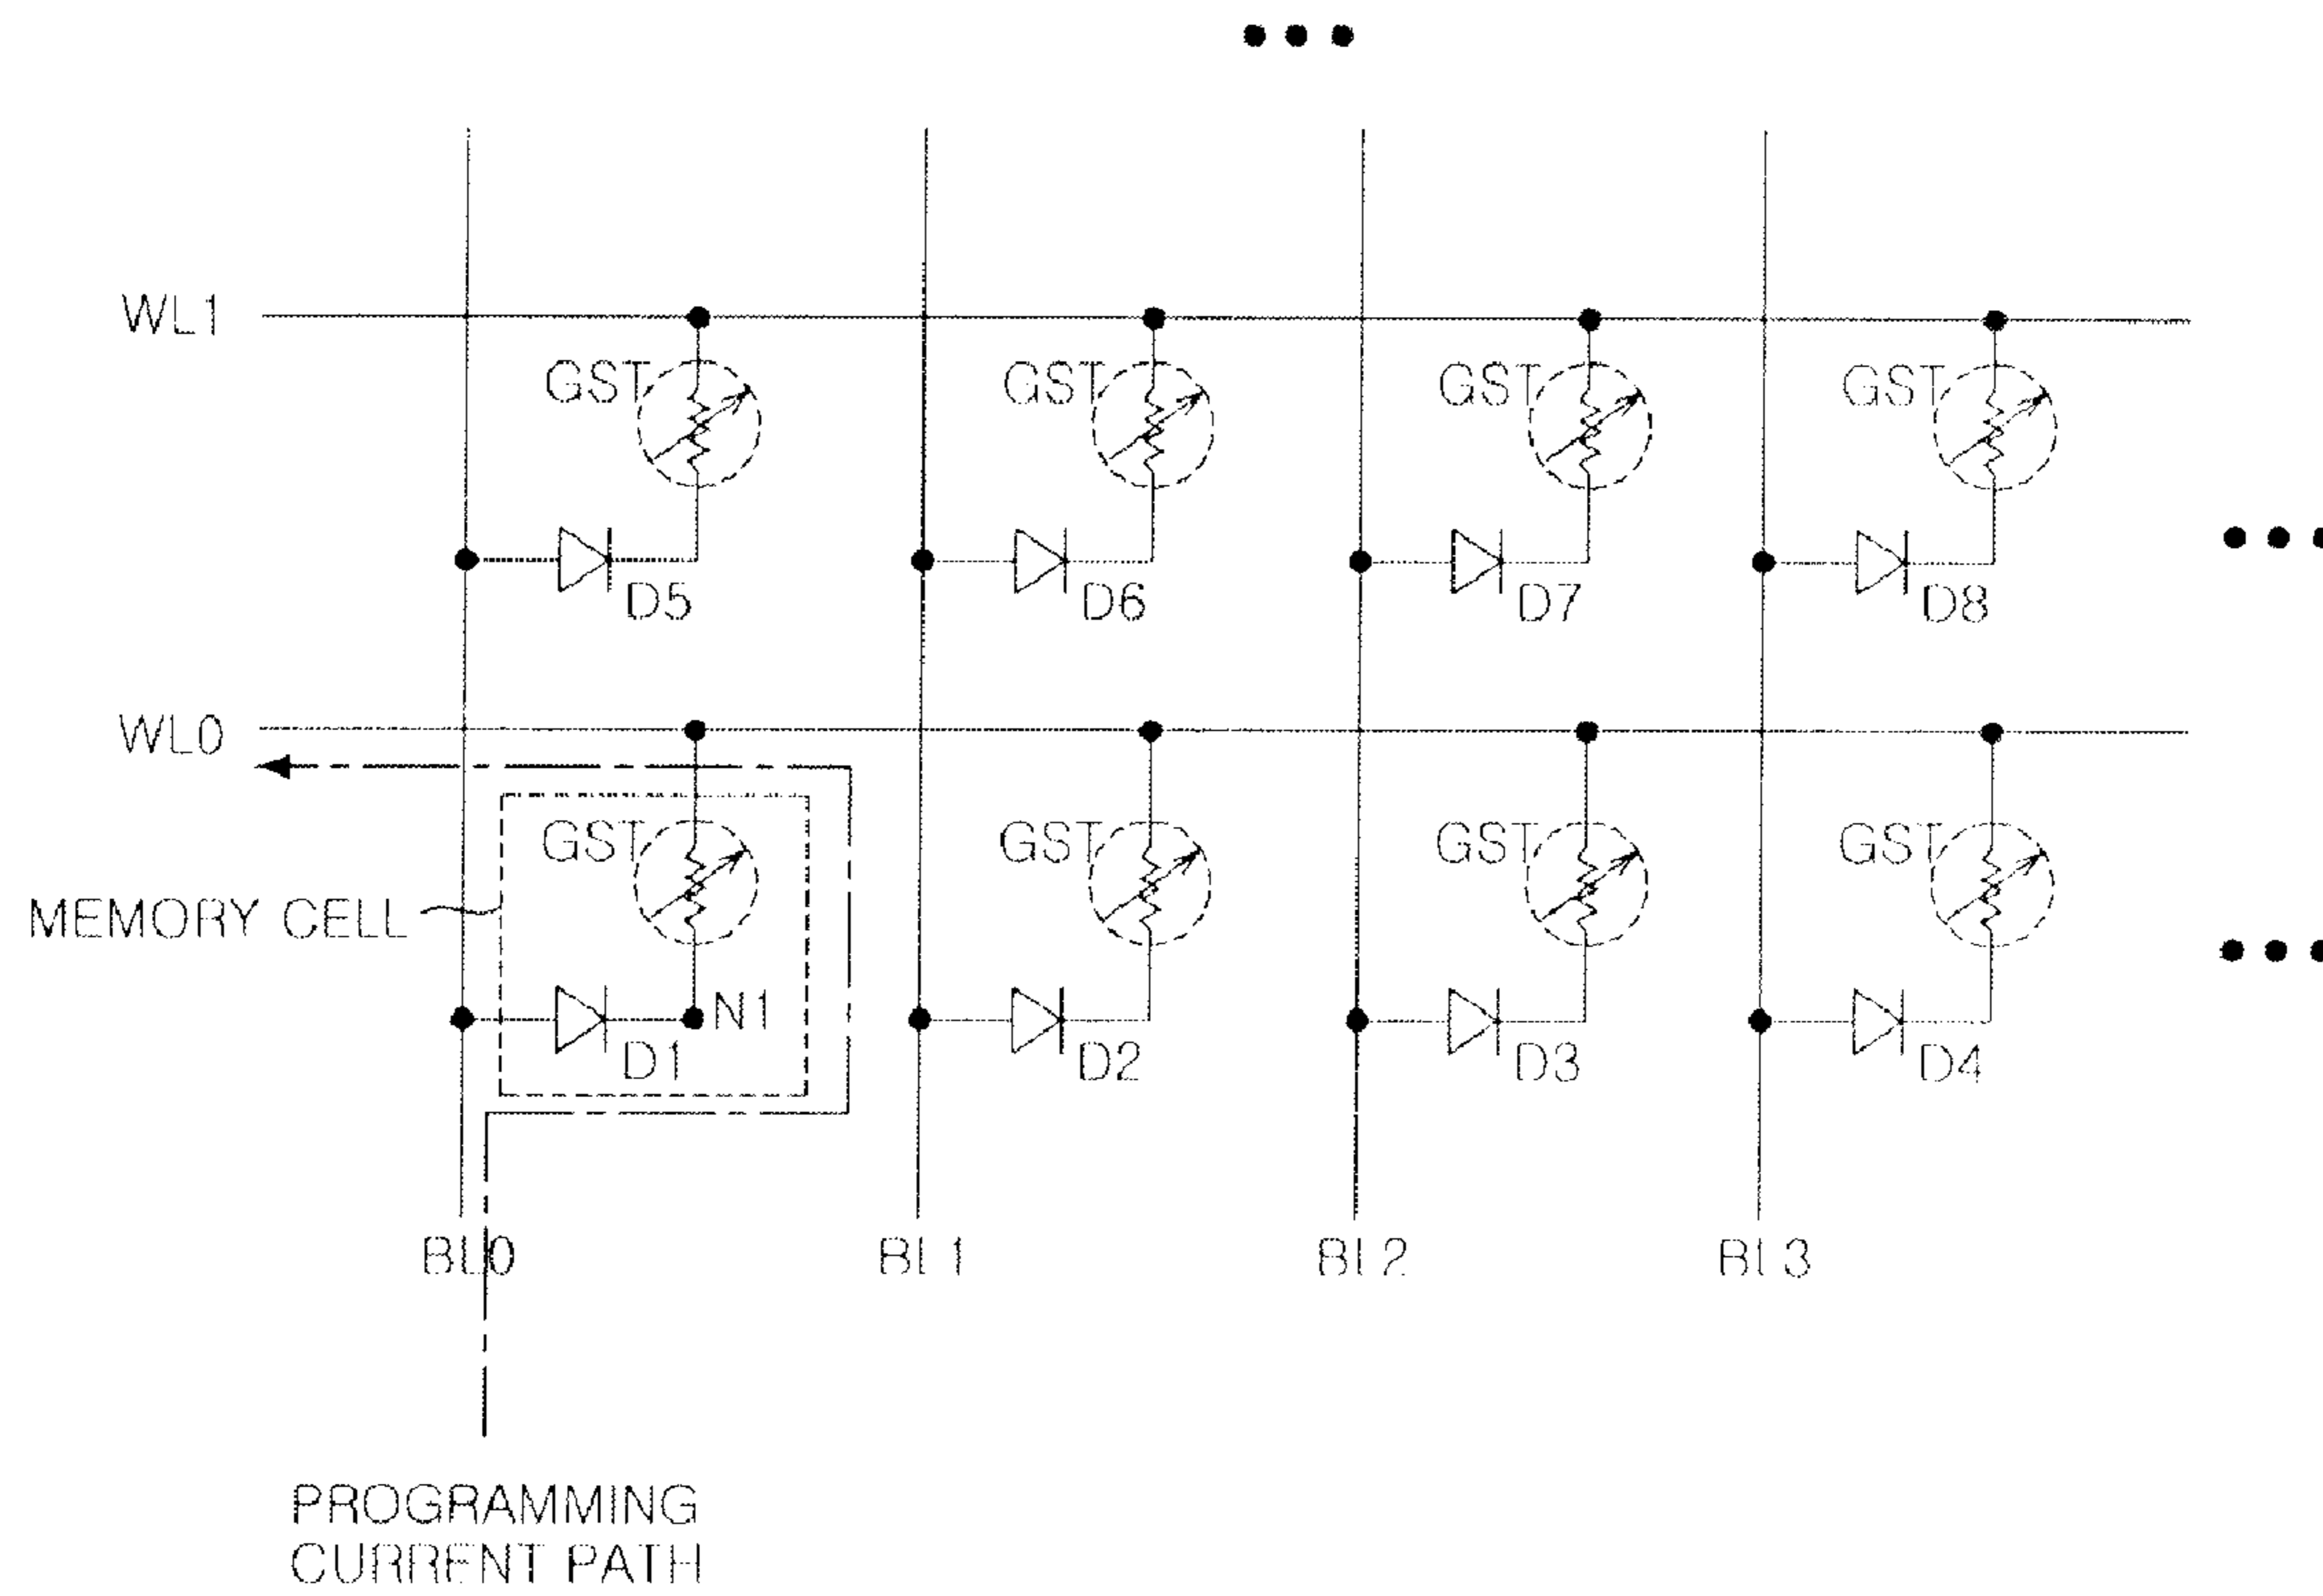 WL1
GST GST GST GST
D5 D6 D7 D8
WL0
GST GST GST GST
MEMORY CELL
N1
D1 D2 D3 D4
BL0 BL1 BL2 BL3
PROGRAMMING
CURRENT PATH